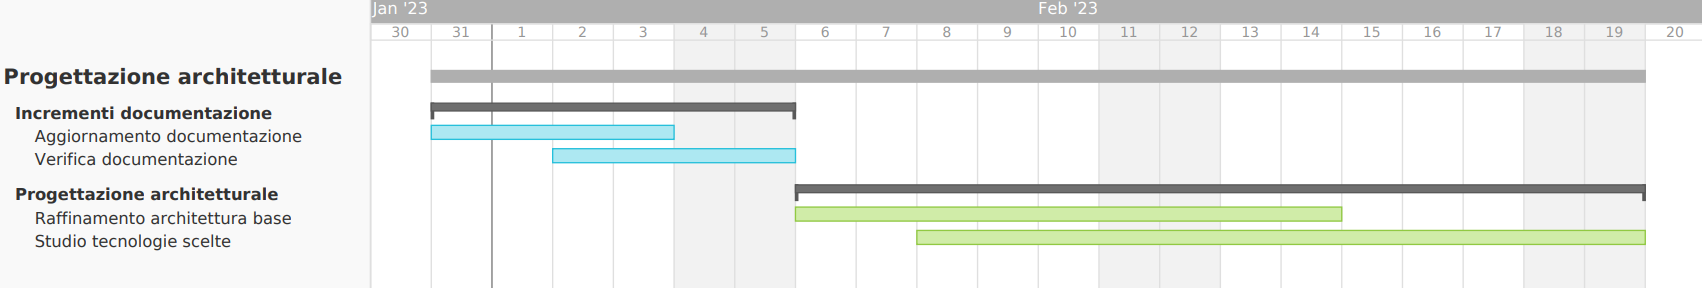 Jan '23 Feb '23
30 31 1 2 3 4 5 6 7 8 9 10 11 12 13 14 15 16 17 18 19 20
Progettazione architetturale
Incrementi documentazione
Aggiornamento documentazione
Verifica documentazione
Progettazione architetturale
Raffinamento architettura base
Studio tecnologie scelte